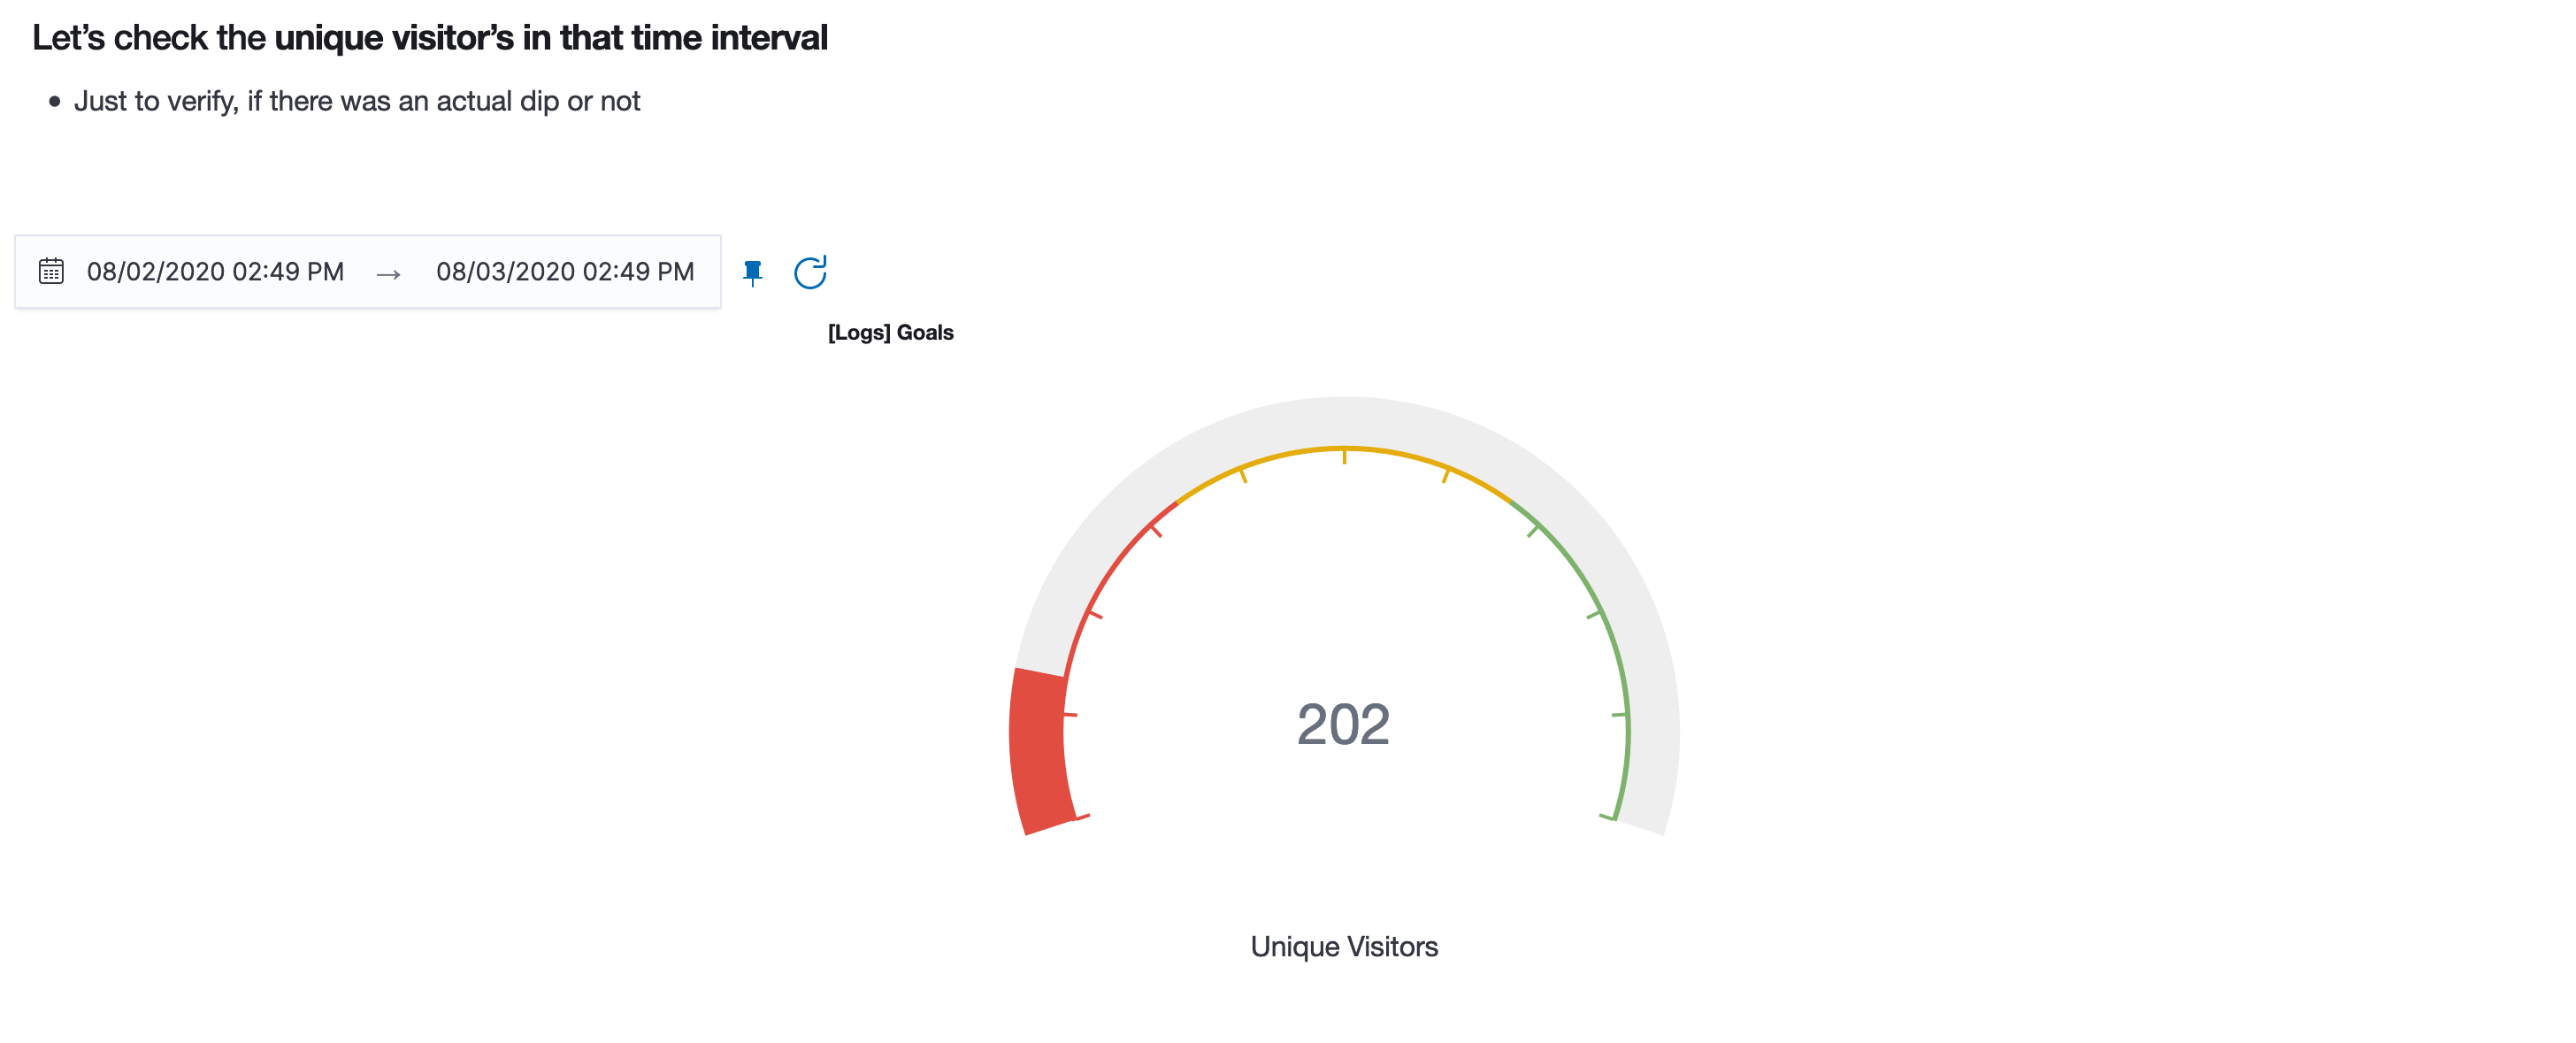 Let’s check the unique visitor’s in that time interval
• Just to verify, if there was an actual dip or not
08/02/2020 02:49 PM → 08/03/2020 02:49 PM
[Logs] Goals
202
Unique Visitors